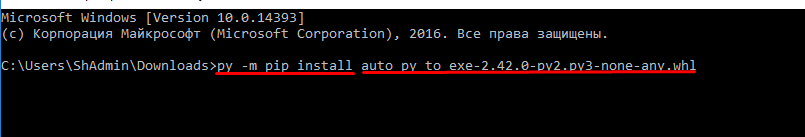 Microsoft Windows [Version 10.0.14393]
(c) Корпорация Майкрософт (Microsoft Corporation), 2016. Все права защищены.
C:\Users\ShAdmin\Downloads>py -m pip install auto_py_to_exe-2.42.0-py2.py3-none-any.whl